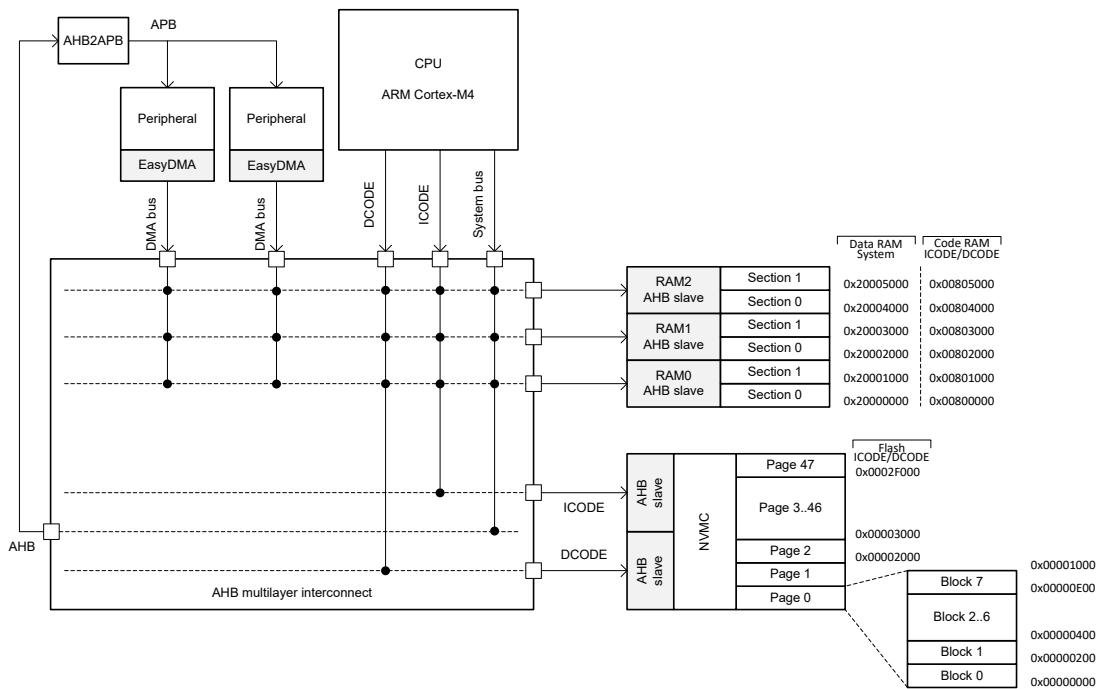 AHB2APB
APB
CPU
ARM Cortex-M4
Peripheral
Peripheral
EasyDMA
EasyDMA
DMA bus
DMA bus
DCODE
ICODE
System bus
Data RAM
System
Code RAM
ICODE/DCODE
RAM2
AHB slave
Section 1
0x20005000
0x00805000
Section 0
0x20004000
0x00804000
RAM1
AHB slave
Section 1
0x20003000
0x00803000
Section 0
0x20002000
0x00802000
RAM0
AHB slave
Section 1
0x20001000
0x00801000
Section 0
0x20000000
0x00800000
Flash
ICODE/DCODE
ICODE
AHB
slave
NVMC
Page 47
0x0002F000
Page 3..46
0x00003000
AHB
DCODE
AHB
slave
Page 2
0x00002000
Page 1
Page 0
0x00001000
Block 7
0x00000E00
Block 2..6
0x00000400
Block 1
0x00000200
Block 0
0x00000000
AHB multilayer interconnect